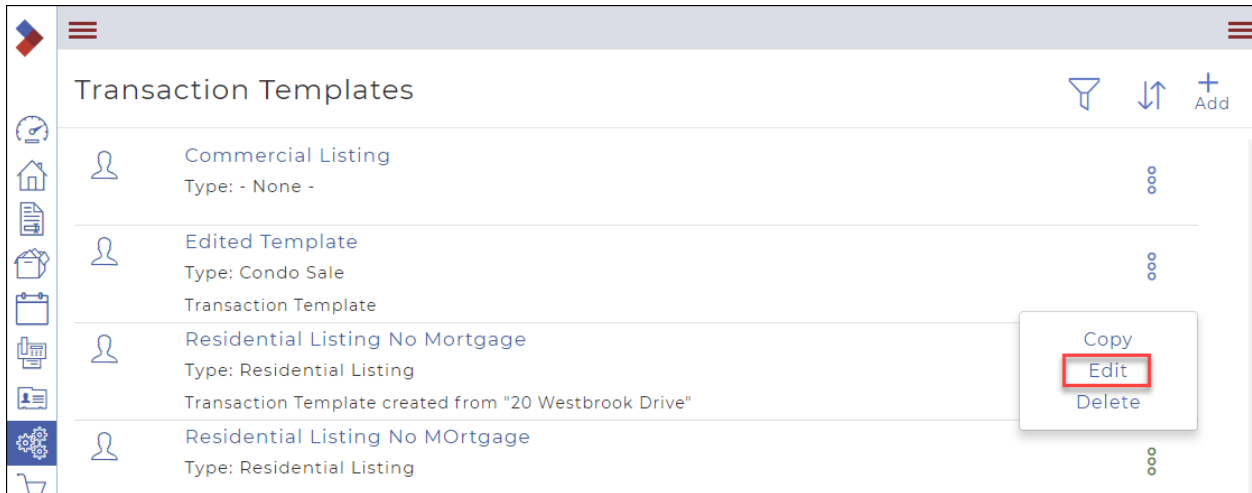 Transaction Templates
Add
Commercial Listing
Type: - None -
Edited Template
Type: Condo Sale
Transaction Template
Residential Listing No Mortgage
Type: Residential Listing
Transaction Template created from "20 Westbrook Drive"
Copy
Edit
Delete
Residential Listing No MOrtgage
Type: Residential Listing